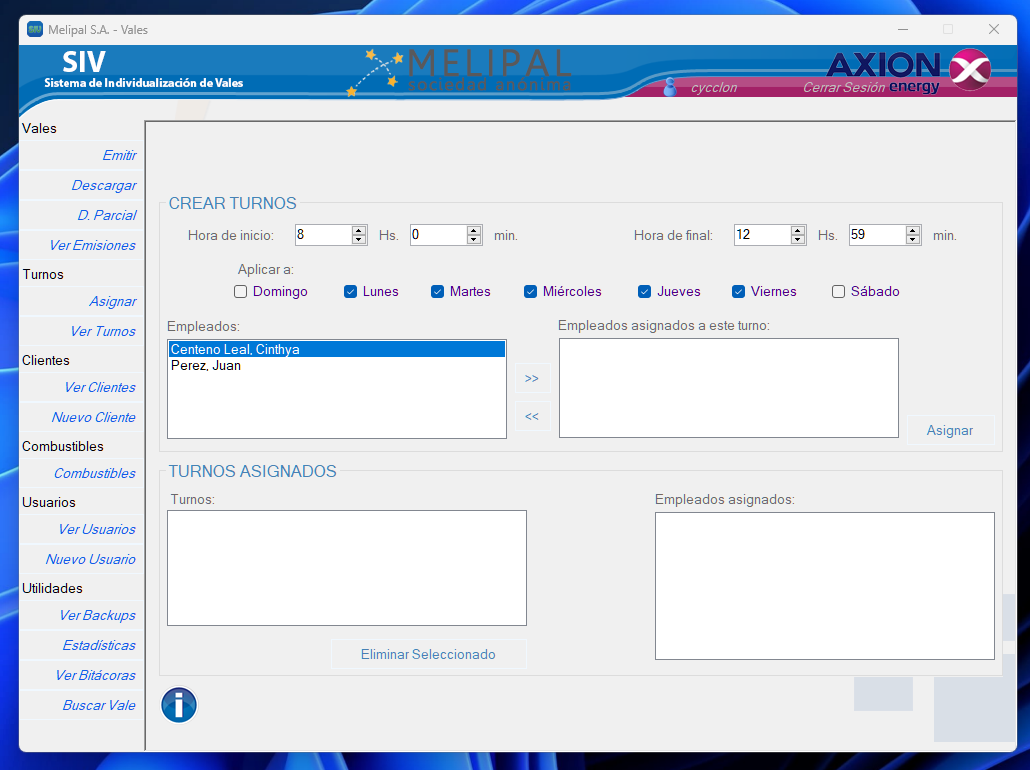 Melipal S.A. - Vales
SIV
Sistema de Individualización de Vales
MELIPAL
sociedad anónima
AXION
energy
cycclon
Cerrar Sesión
Vales
Emitir
Descargar
D. Parcial
Ver Emisiones
Turnos
Asignar
Ver Turnos
Clientes
Ver Clientes
Nuevo Cliente
Combustibles
Combustibles
Usuarios
Ver Usuarios
Nuevo Usuario
Utilidades
Ver Backups
Estadísticas
Ver Bitácoras
Buscar Vale
CREAR TURNOS
Hora de inicio: 8 Hs. 0 min. Hora de final: 12 Hs. 59 min.
Aplicar a:
Domingo Lunes Martes Miércoles Jueves Viernes Sábado
Empleados:
Centeno Leal, Cinthya
Perez, Juan
>>
<<
Empleados asignados a este turno:
Asignar
TURNOS ASIGNADOS
Turnos:
Empleados asignados:
Eliminar Seleccionado